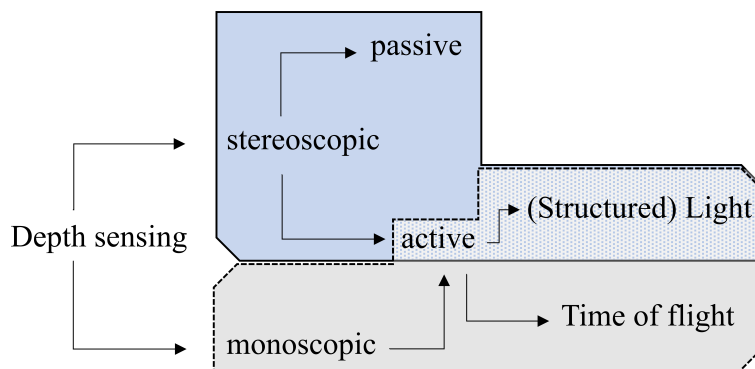 passive
stereoscopic
(Structured) Light
Depth sensing
active
Time of flight
monoscopic